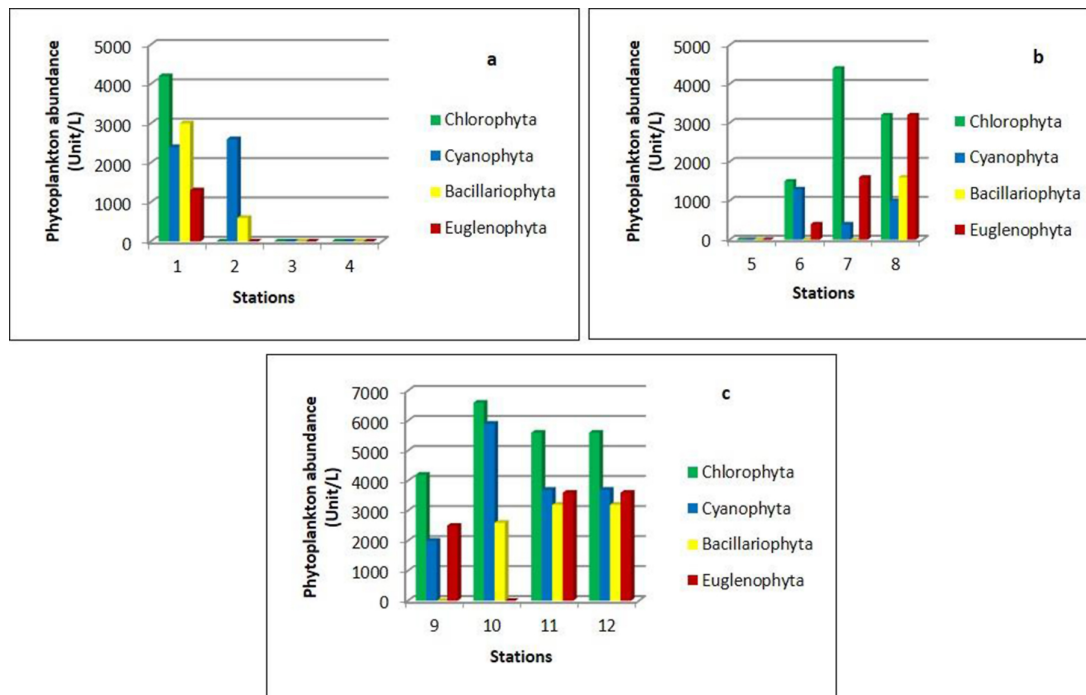 a
Phytoplankton abundance
(Unit/L)
5000
4000
3000
2000
1000
0
1 2 3 4
Stations
Chlorophyta
Cyanophyta
Bacillariophyta
Euglenophyta
b
Phytoplankton abundance
(Unit/L)
5000
4000
3000
2000
1000
0
5 6 7 8
Stations
Chlorophyta
Cyanophyta
Bacillariophyta
Euglenophyta
c
Phytoplankton abundance
(Unit/L)
7000
6000
5000
4000
3000
2000
1000
0
9 10 11 12
Stations
Chlorophyta
Cyanophyta
Bacillariophyta
Euglenophyta